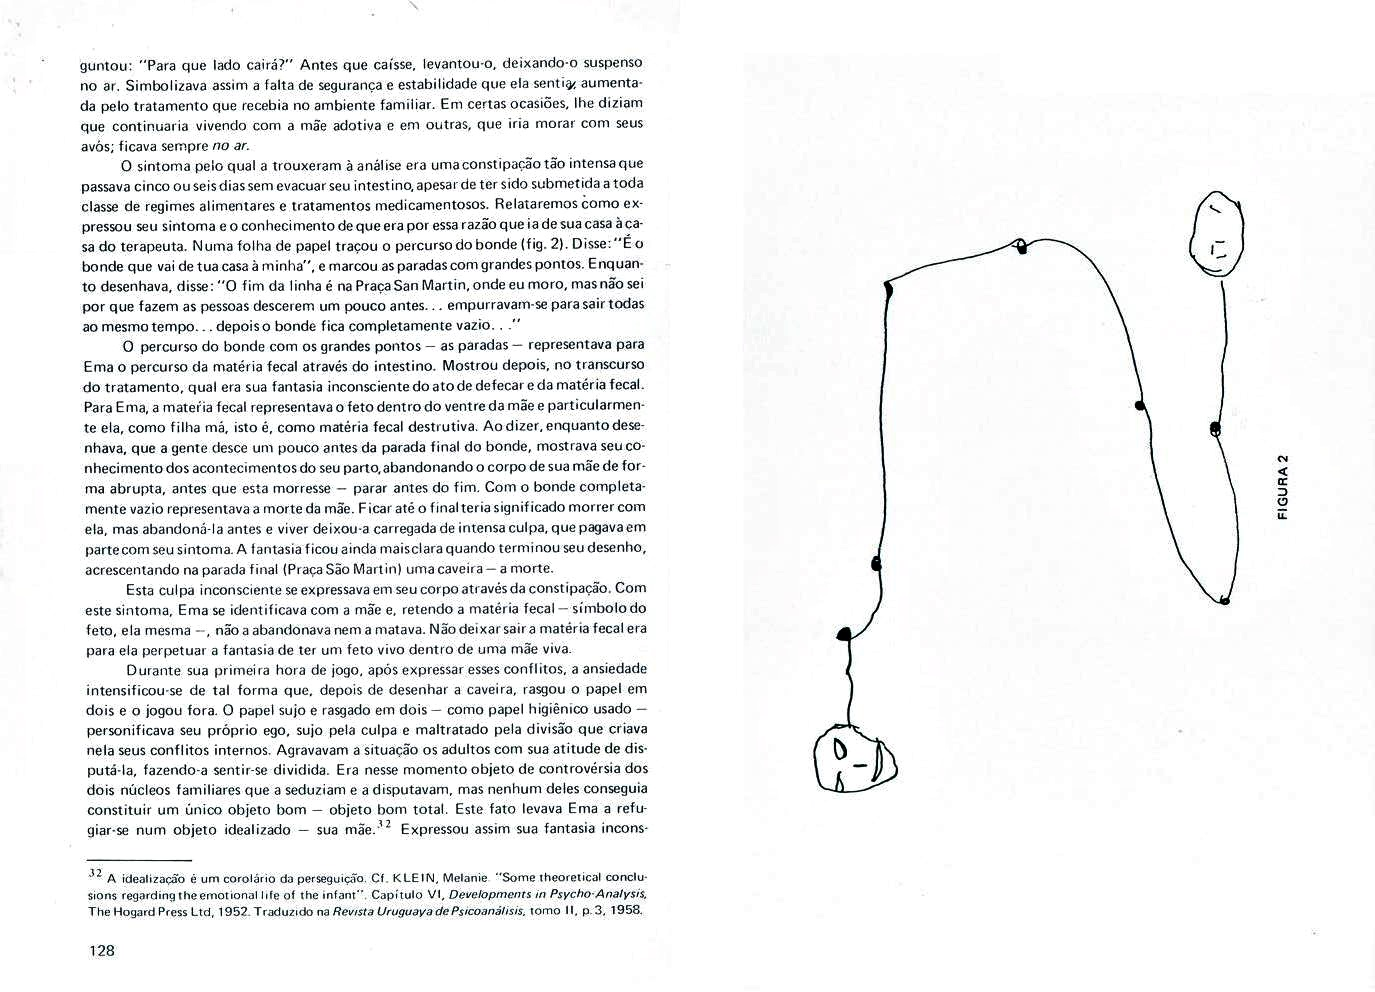 guntou: "Para que lado cairá?" Antes que caísse, levantou-o, deixando-o suspenso
no ar. Simbolizava assim a falta de segurança e estabilidade que ela sentia, aumenta-
da pelo tratamento que recebia no ambiente familiar. Em certas ocasiões, lhe diziam
que continuaria vivendo com a mãe adotiva e em outras, que iria morar com seus
avós; ficava sempre no ar.
O sintoma pelo qual a trouxeram à análise era uma constipação tão intensa que
passava cinco ou seis dias sem evacuar seu intestino, apesar de ter sido submetida a toda
classe de regimes alimentares e tratamentos medicamentosos. Relataremos como ex-
pressou seu sintoma e o conhecimento de que era por essa razão que ia de sua casa à ca-
sa do terapeuta. Numa folha de papel traçou o percurso do bonde (fig. 2). Disse: "É o
bonde que vai de tua casa à minha", e marcou as paradas com grandes pontos. Enquan-
to desenhava, disse: "O fim da linha é na Praça San Martin, onde eu moro, mas não sei
por que fazem as pessoas descerem um pouco antes. . . empurravam-se para sair todas
ao mesmo tempo. . . depois o bonde fica completamente vazio. . ."
O percurso do bonde com os grandes pontos — as paradas — representava para
Ema o percurso da matéria fecal através do intestino. Mostrou depois, no transcurso
do tratamento, qual era sua fantasia inconsciente do ato de defecar e da matéria fecal.
Para Ema, a matéria fecal representava o feto dentro do ventre da mãe e particularmen-
te ela, como filha má, isto é, como matéria fecal destrutiva. Ao dizer, enquanto dese-
nhava, que a gente desce um pouco antes da parada final do bonde, mostrava seu co-
nhecimento dos acontecimentos do seu parto, abandonando o corpo de sua mãe de for-
ma abrupta, antes que esta morresse — parar antes do fim. Com o bonde completa-
mente vazio representava a morte da mãe. Ficar até o final teria significado morrer com
ela, mas abandoná-la antes e viver deixou-a carregada de intensa culpa, que pagava em
parte com seu sintoma. A fantasia ficou ainda mais clara quando terminou seu desenho,
acrescentando na parada final (Praça São Martin) uma caveira — a morte.
Esta culpa inconsciente se expressava em seu corpo através da constipação. Com
este sintoma, Ema se identificava com a mãe e, retendo a matéria fecal — símbolo do
feto, ela mesma —, não a abandonava nem a matava. Não deixar sair a matéria fecal era
para ela perpetuar a fantasia de ter um feto vivo dentro de uma mãe viva.
Durante sua primeira hora de jogo, após expressar esses conflitos, a ansiedade
intensificou-se de tal forma que, depois de desenhar a caveira, rasgou o papel em
dois e o jogou fora. O papel sujo e rasgado em dois — como papel higiênico usado —
personificava seu próprio ego, sujo pela culpa e maltratado pela divisão que criava
nela seus conflitos internos. Agravavam a situação os adultos com sua atitude de dis-
putá-la, fazendo-a sentir-se dividida. Era nesse momento objeto de controvérsia dos
dois núcleos familiares que a seduziam e a disputavam, mas nenhum deles conseguia
constituir um único objeto bom — objeto bom total. Este fato levava Ema a refu-
giar-se num objeto idealizado — sua mãe.32 Expressou assim sua fantasia incons-
32 A idealização é um corolário da perseguição. Cf. KLEIN, Melanie. "Some theoretical conclu-
sions regarding the emotional life of the infant". Capítulo VI, Developments in Psycho-Analysis,
The Hogard Press Ltd, 1952. Traduzido na Revista Uruguaya de Psicoanálisis, tomo II, p. 3, 1958.
128
FIGURA 2